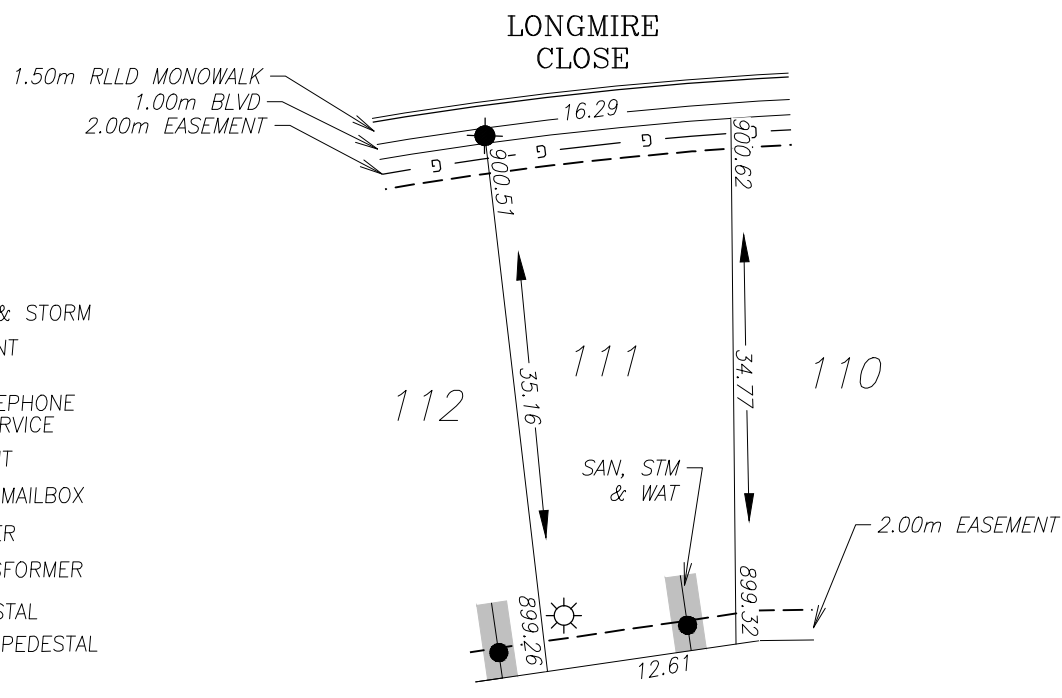 LONGMIRE
CLOSE
1.50m RLLD MONOWALK
1.00m BLVD
2.00m EASEMENT
16.29
900.51
900.62
& STORM
NT
EPHONE
RVICE
NT
MAILBOX
ER
SFORMER
STAL
PEDESTAL
112
35.16
111
34.77
110
SAN, STM
& WAT
2.00m EASEMENT
899.26
899.32
12.61